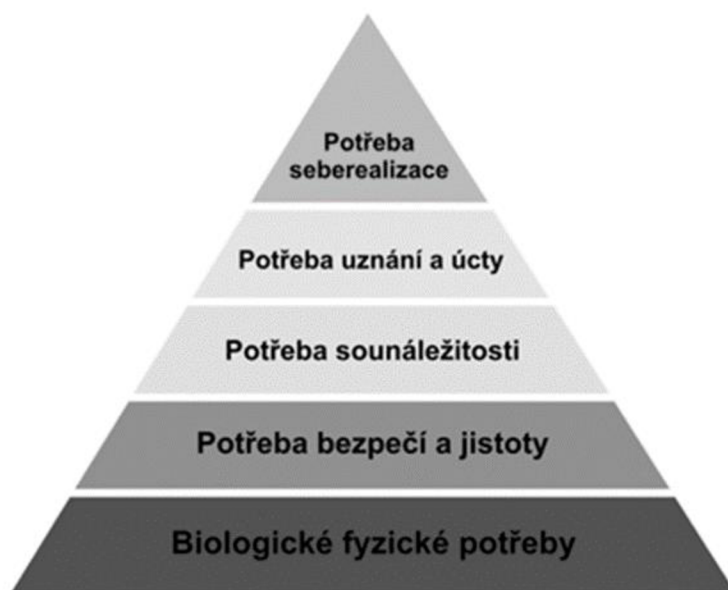 Potřeba
seberealizace
Potřeba uznání a úcty
Potřeba sounáležitosti
Potřeba bezpečí a jistoty
Biologické fyzické potřeby